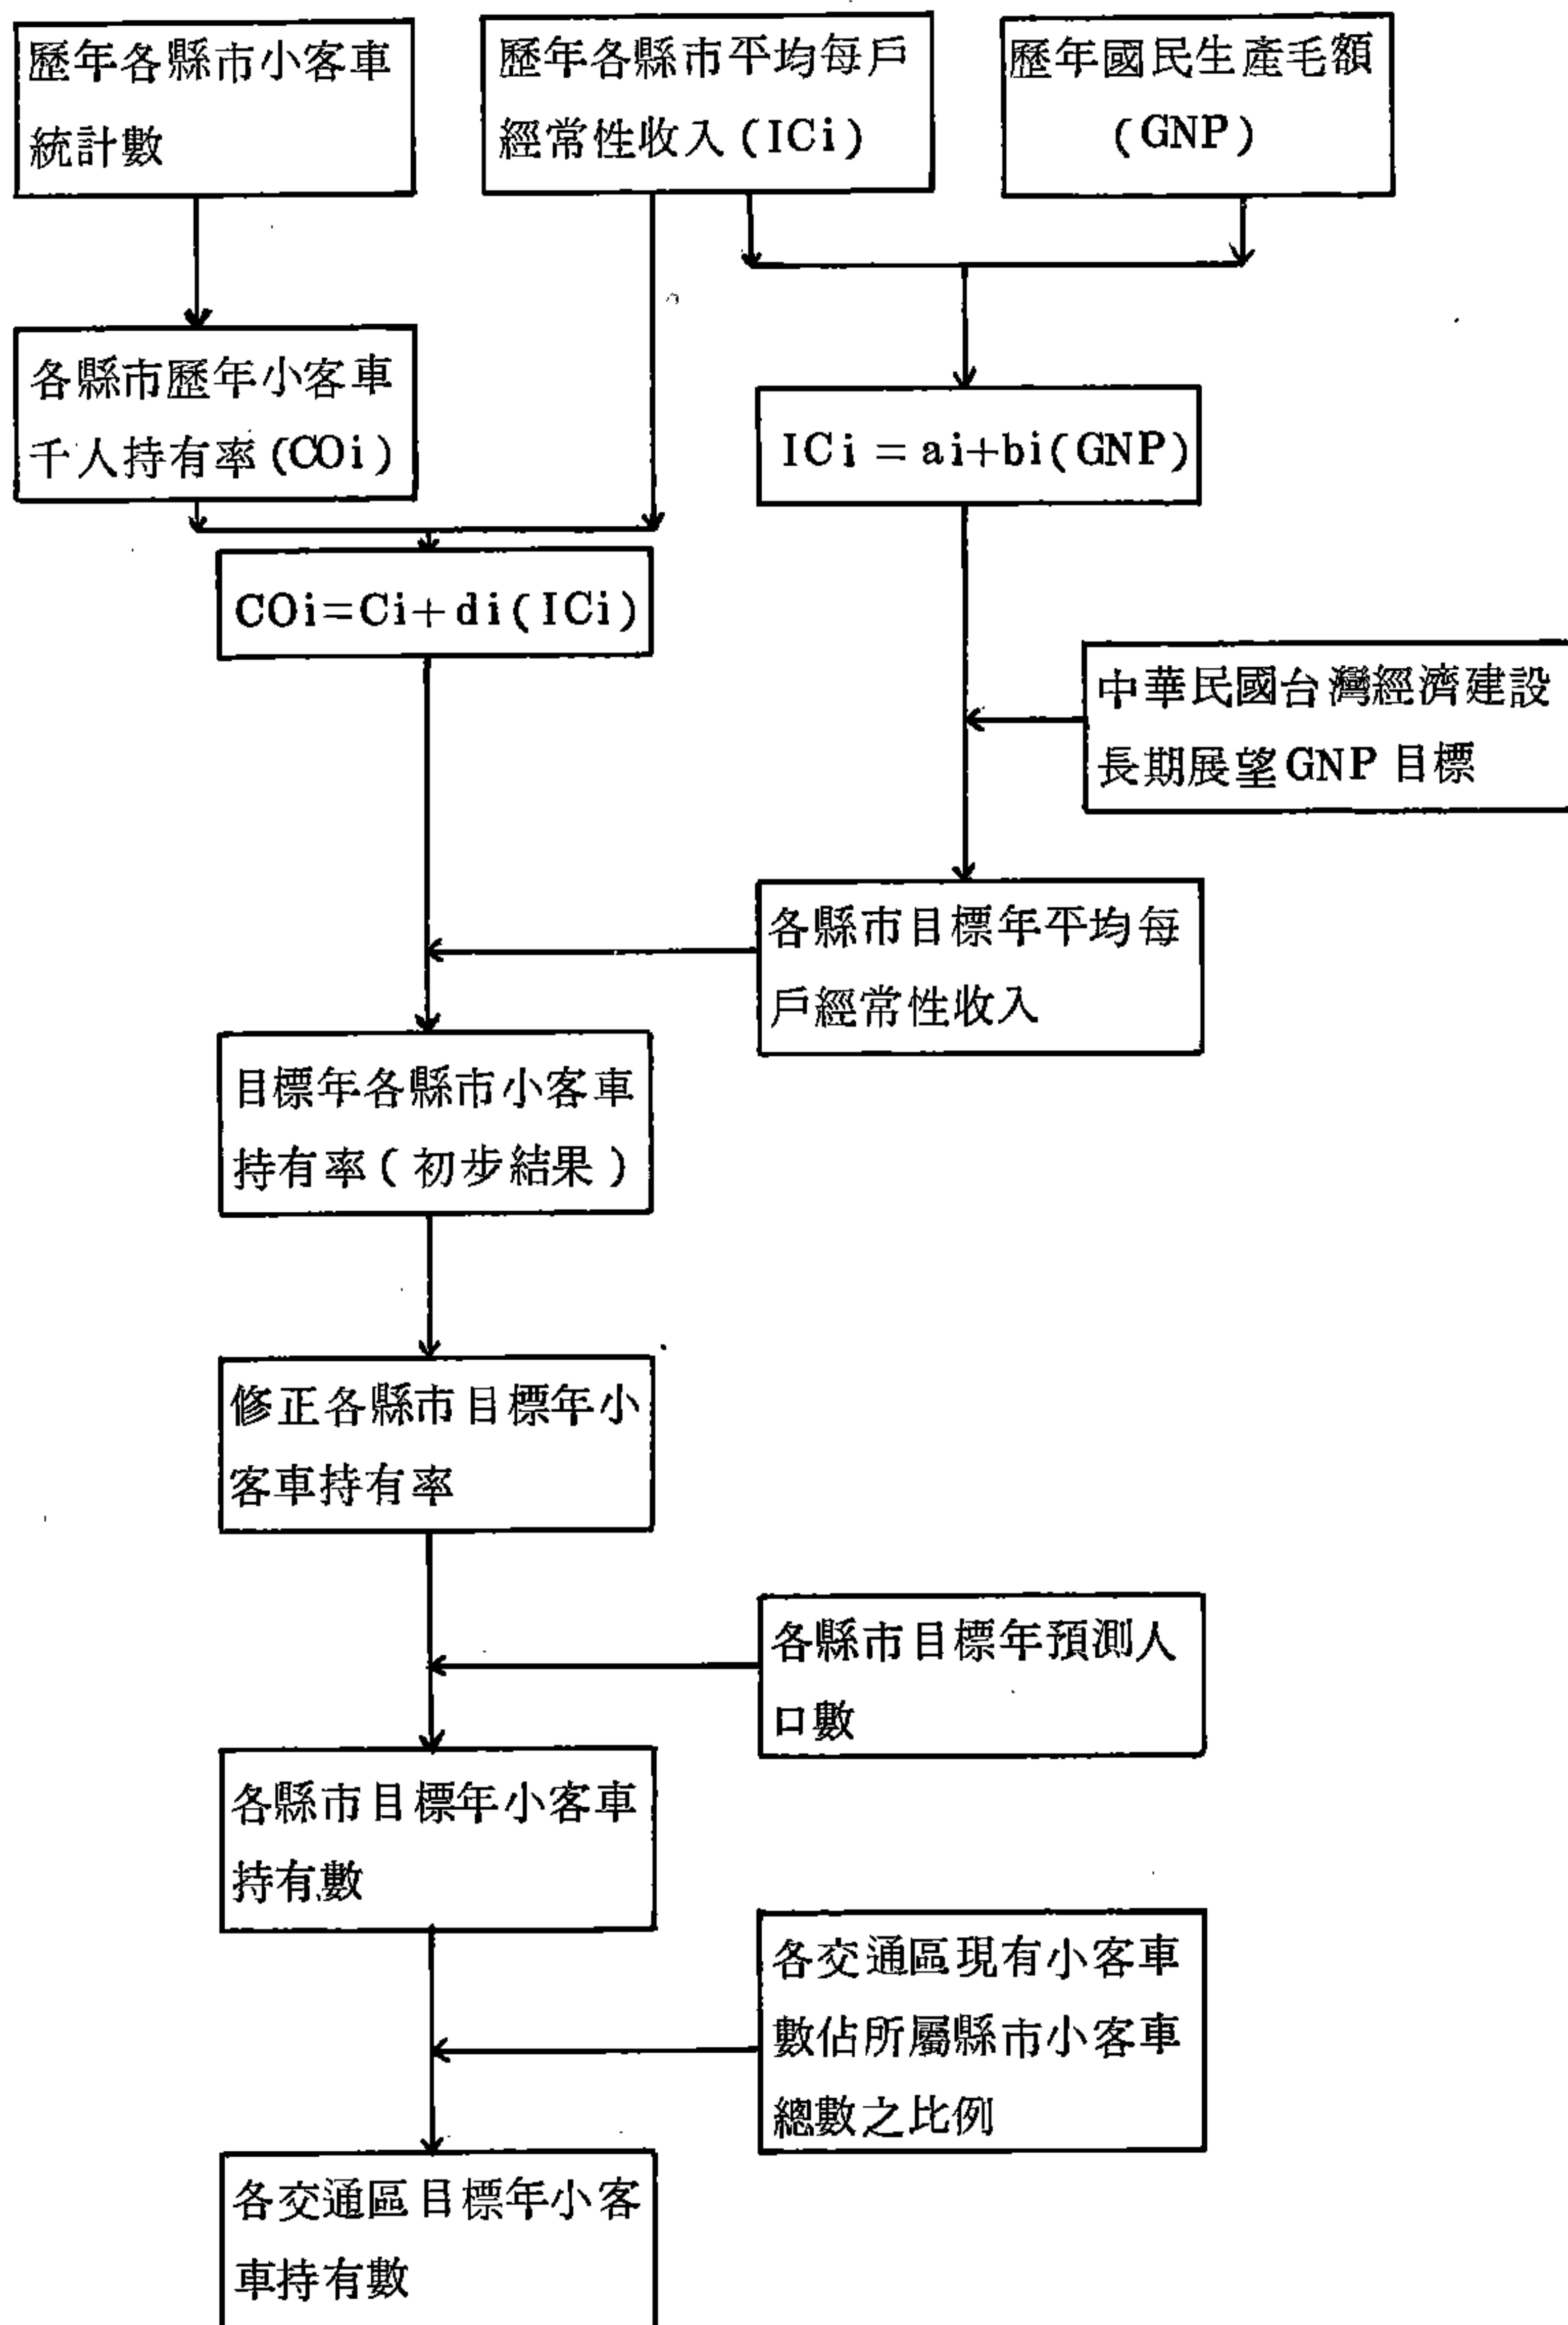 歷年各縣市小客車
統計數
歷年各縣市平均每戶
經常性收入(ICi)
歷年國民生產毛額
(GNP)
各縣市歷年小客車
千人持有率(COi)
ICi=ai+bi(GNP)
COi=Ci+di(ICi)
中華民國台灣經濟建設
長期展望GNP目標
各縣市目標年平均每
戶經常性收入
目標年各縣市小客車
持有率(初步結果)
修正各縣市目標年小
客車持有率
各縣市目標年預測人
口數
各縣市目標年小客車
持有數
各交通區現有小客車
數佔所屬縣市小客車
總數之比例
各交通區目標年小客
車持有數